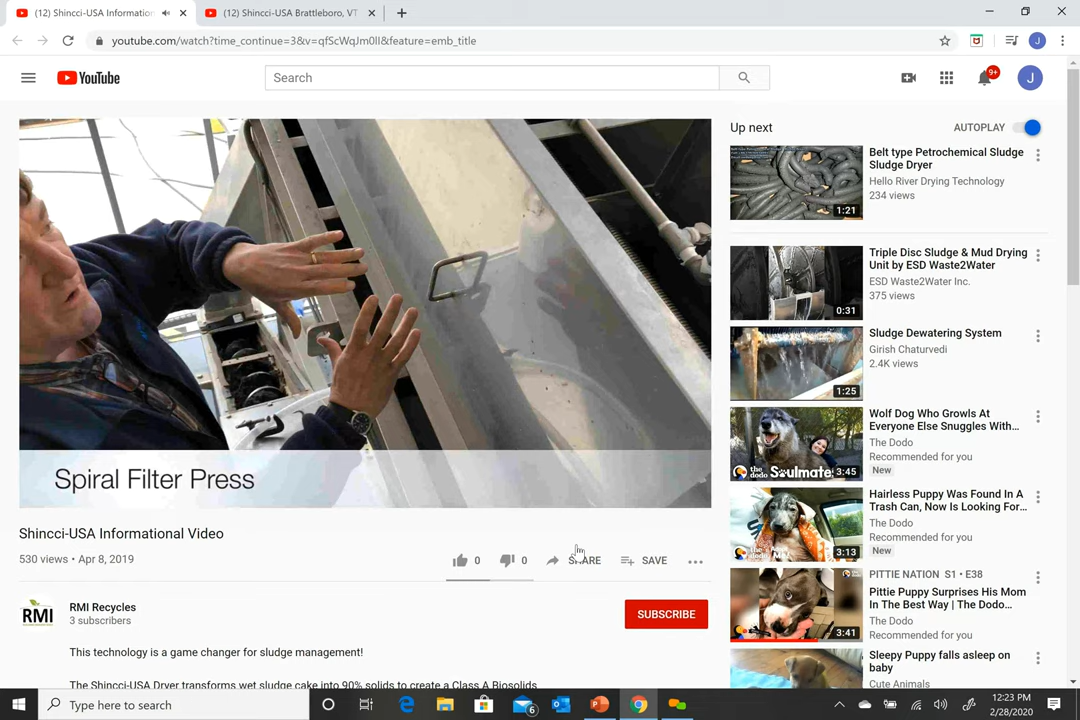 (12) Shincci-USA Information
(12) Shincci-USA Brattleboro, VT
youtube.com/watch?time_continue=3&v=qfScWqJm0lI&feature=emb_title
J
YouTube
Search
9+
J
Spiral Filter Press
Shincci-USA Informational Video
530 views • Apr 8, 2019
0
0
SHARE
SAVE
RMI
RMI Recycles
3 subscribers
SUBSCRIBE
This technology is a game changer for sludge management!
The Shincci-USA Dryer transforms wet sludge cake into 90% solids to create a Class A Biosolids
Up next
AUTOPLAY
1:21
Belt type Petrochemical Sludge
Sludge Dryer
Hello River Drying Technology
234 views
0:31
Triple Disc Sludge & Mud Drying
Unit by ESD Waste2Water
ESD Waste2Water Inc.
375 views
1:25
Sludge Dewatering System
Girish Chaturvedi
2.4K views
the dodo
Soulmate
3:45
Wolf Dog Who Growls At
Everyone Else Snuggles With...
The Dodo
Recommended for you
New
3:13
Hairless Puppy Was Found In A
Trash Can, Now Is Looking For...
The Dodo
Recommended for you
New
3:41
PITTIE NATION S1 • E38
Pittie Puppy Surprises His Mom
In The Best Way | The Dodo...
The Dodo
Recommended for you
Sleepy Puppy falls asleep on
baby
Cute Animals
Type here to search
6
12:23 PM
2/28/2020